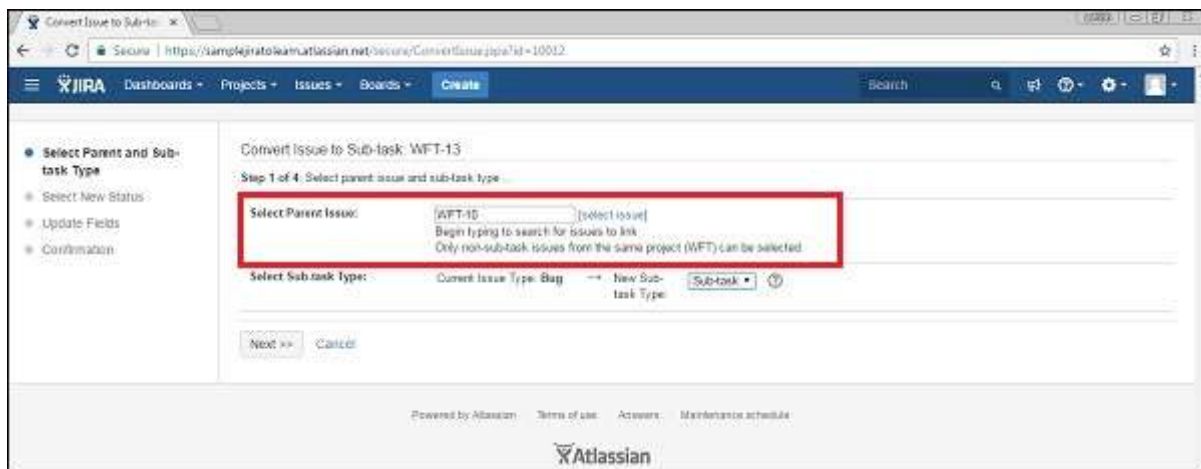 Convert Issue to Sub-tas
Secure | https://samplejiratolearn.atlassian.net/secure/ConvertIssue.jspa?id=10012
JIRA Dashboards Projects Issues Boards Create Search
Select Parent and Sub-task Type
Select New Status
Update Fields
Confirmation
Convert Issue to Sub-task: WFT-13
Step 1 of 4: Select parent issue and sub-task type ...
Select Parent Issue: WFT-10 [select issue]
Begin typing to search for issues to link
Only non-sub-task issues from the same project (WFT) can be selected.
Select Sub-task Type: Current Issue Type: Bug → New Sub-task Type: Sub-task
Next >> Cancel
Powered by Atlassian Terms of use Answers Maintenance schedule
Atlassian